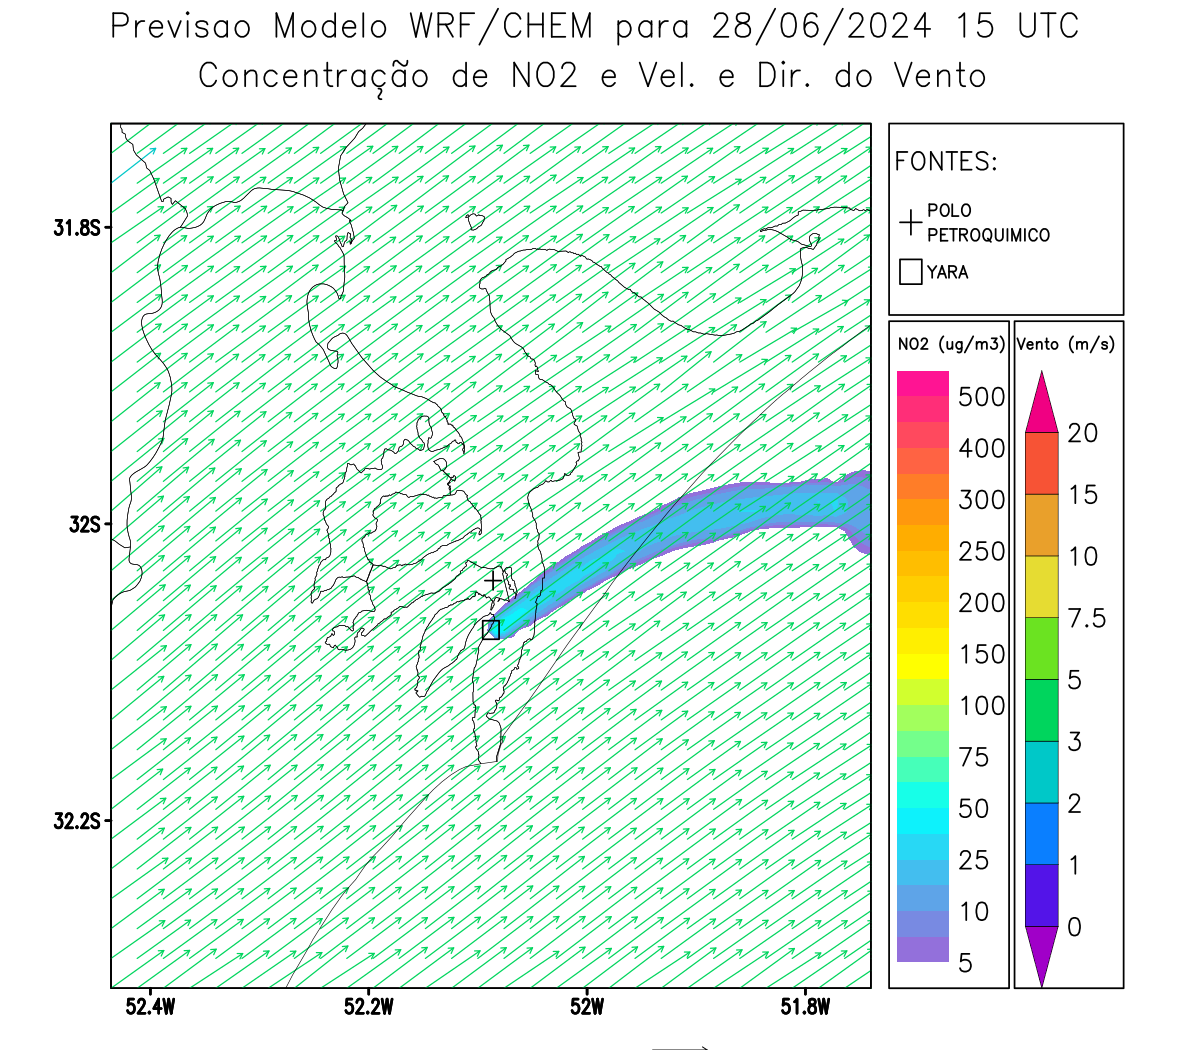 Previsao Modelo WRF/CHEM para 28/06/2024 15 UTC
Concentração de NO2 e Vel. e Dir. do Vento
FONTES:
POLO
PETROQUIMICO
YARA
NO2 (ug/m3)
500
400
300
250
200
150
100
75
50
25
10
5
Vento (m/s)
20
15
10
7.5
5
3
2
1
0
31.8S
32S
32.2S
52.4W
52.2W
52W
51.8W